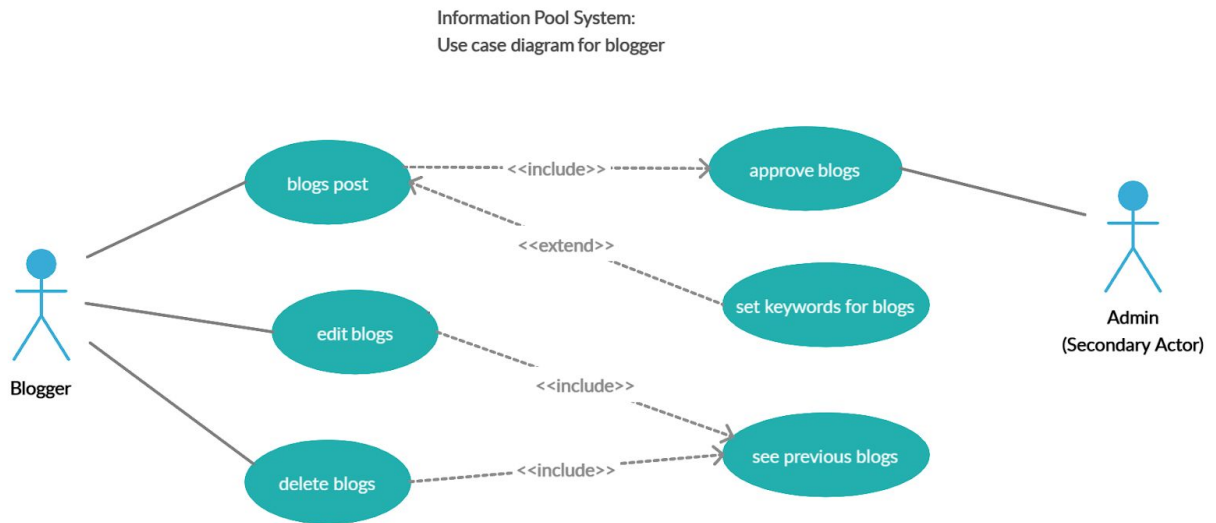 Information Pool System:
Use case diagram for blogger
blogs post
<<include>>
approve blogs
<<extend>>
set keywords for blogs
edit blogs
Admin
(Secondary Actor)
Blogger
<<include>>
see previous blogs
<<include>>
delete blogs